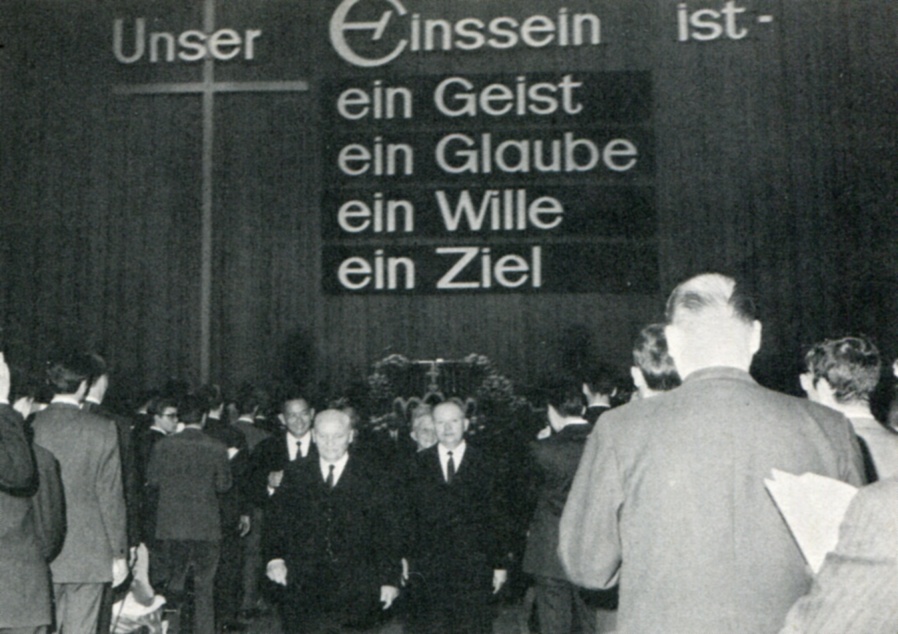 Unser Einssein ist-
ein Geist
ein Glaube
ein Wille
ein Ziel